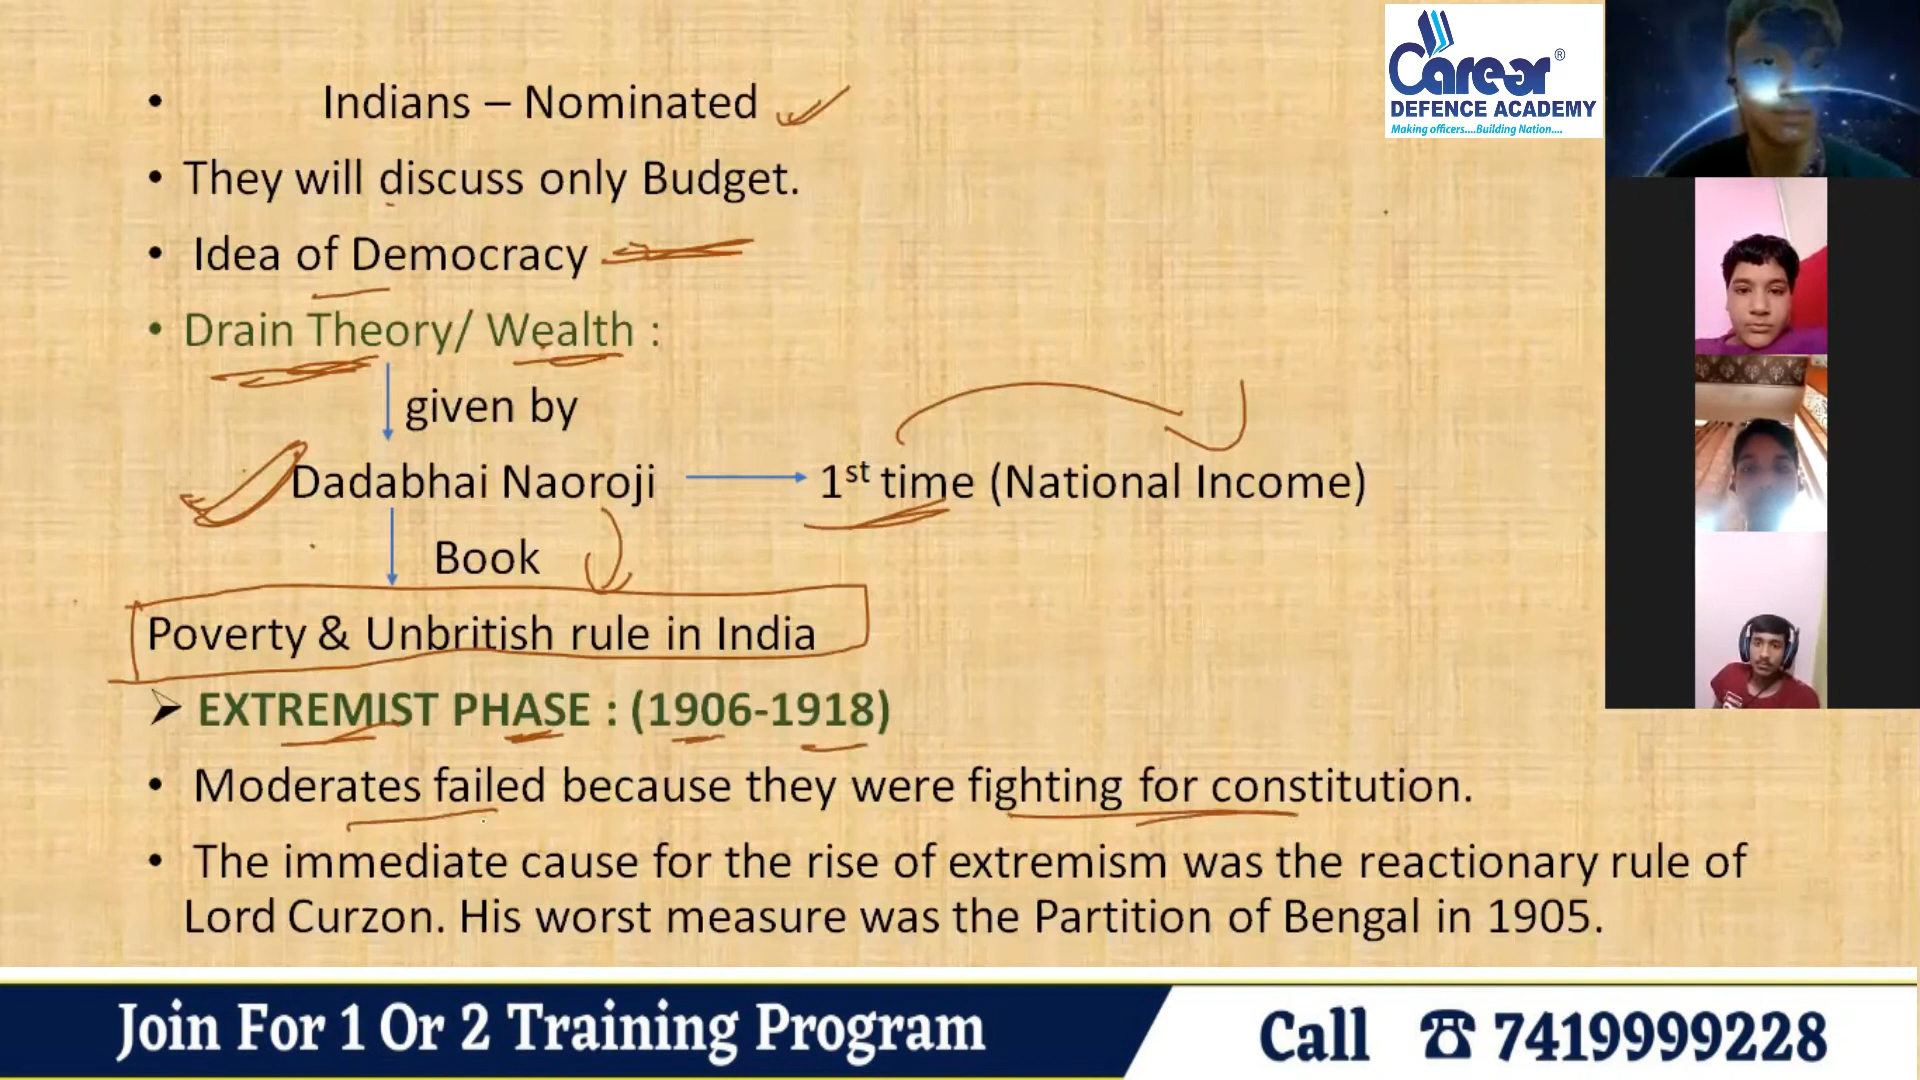 • Indians – Nominated
• They will discuss only Budget.
• Idea of Democracy
• Drain Theory/ Wealth :
given by
Dadabhai Naoroji 1st time (National Income)
Book
Poverty & Unbritish rule in India
➢ EXTREMIST PHASE : (1906-1918)
• Moderates failed because they were fighting for constitution.
• The immediate cause for the rise of extremism was the reactionary rule of
Lord Curzon. His worst measure was the Partition of Bengal in 1905.
Career®
DEFENCE ACADEMY
Making officers....Building Nation....
Join For 1 Or 2 Training Program
Call ☎ 7419999228